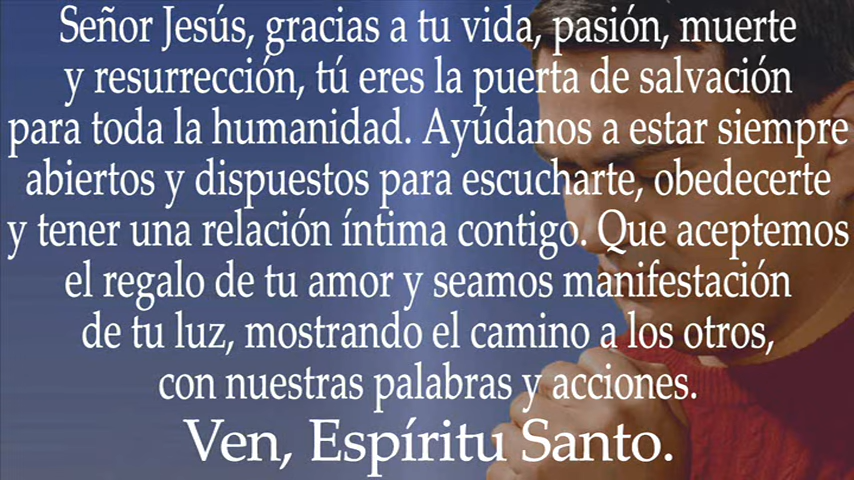 Señor Jesús, gracias a tu vida, pasión, muerte
y resurrección, tú eres la puerta de salvación
para toda la humanidad. Ayúdanos a estar siempre
abiertos y dispuestos para escucharte, obedecerte
y tener una relación íntima contigo. Que aceptemos
el regalo de tu amor y seamos manifestación
de tu luz, mostrando el camino a los otros,
con nuestras palabras y acciones.
Ven, Espíritu Santo.